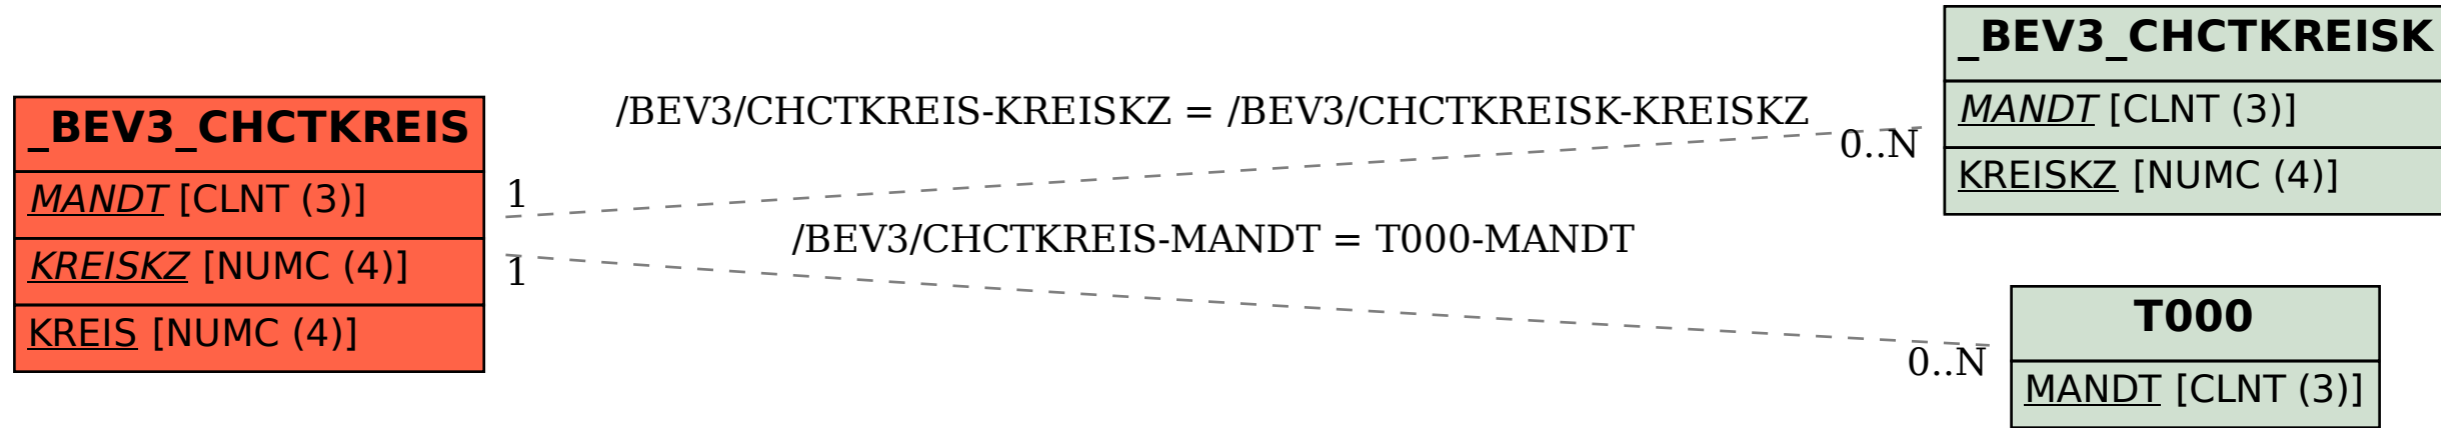 _BEV3_CHCTKREIS
MANDT [CLNT (3)]
KREISKZ [NUMC (4)]
KREIS [NUMC (4)]
/BEV3/CHCTKREIS-KREISKZ = /BEV3/CHCTKREISK-KREISKZ
1
0..N
/BEV3/CHCTKREIS-MANDT = T000-MANDT
1
0..N
_BEV3_CHCTKREISK
MANDT [CLNT (3)]
KREISKZ [NUMC (4)]
T000
MANDT [CLNT (3)]